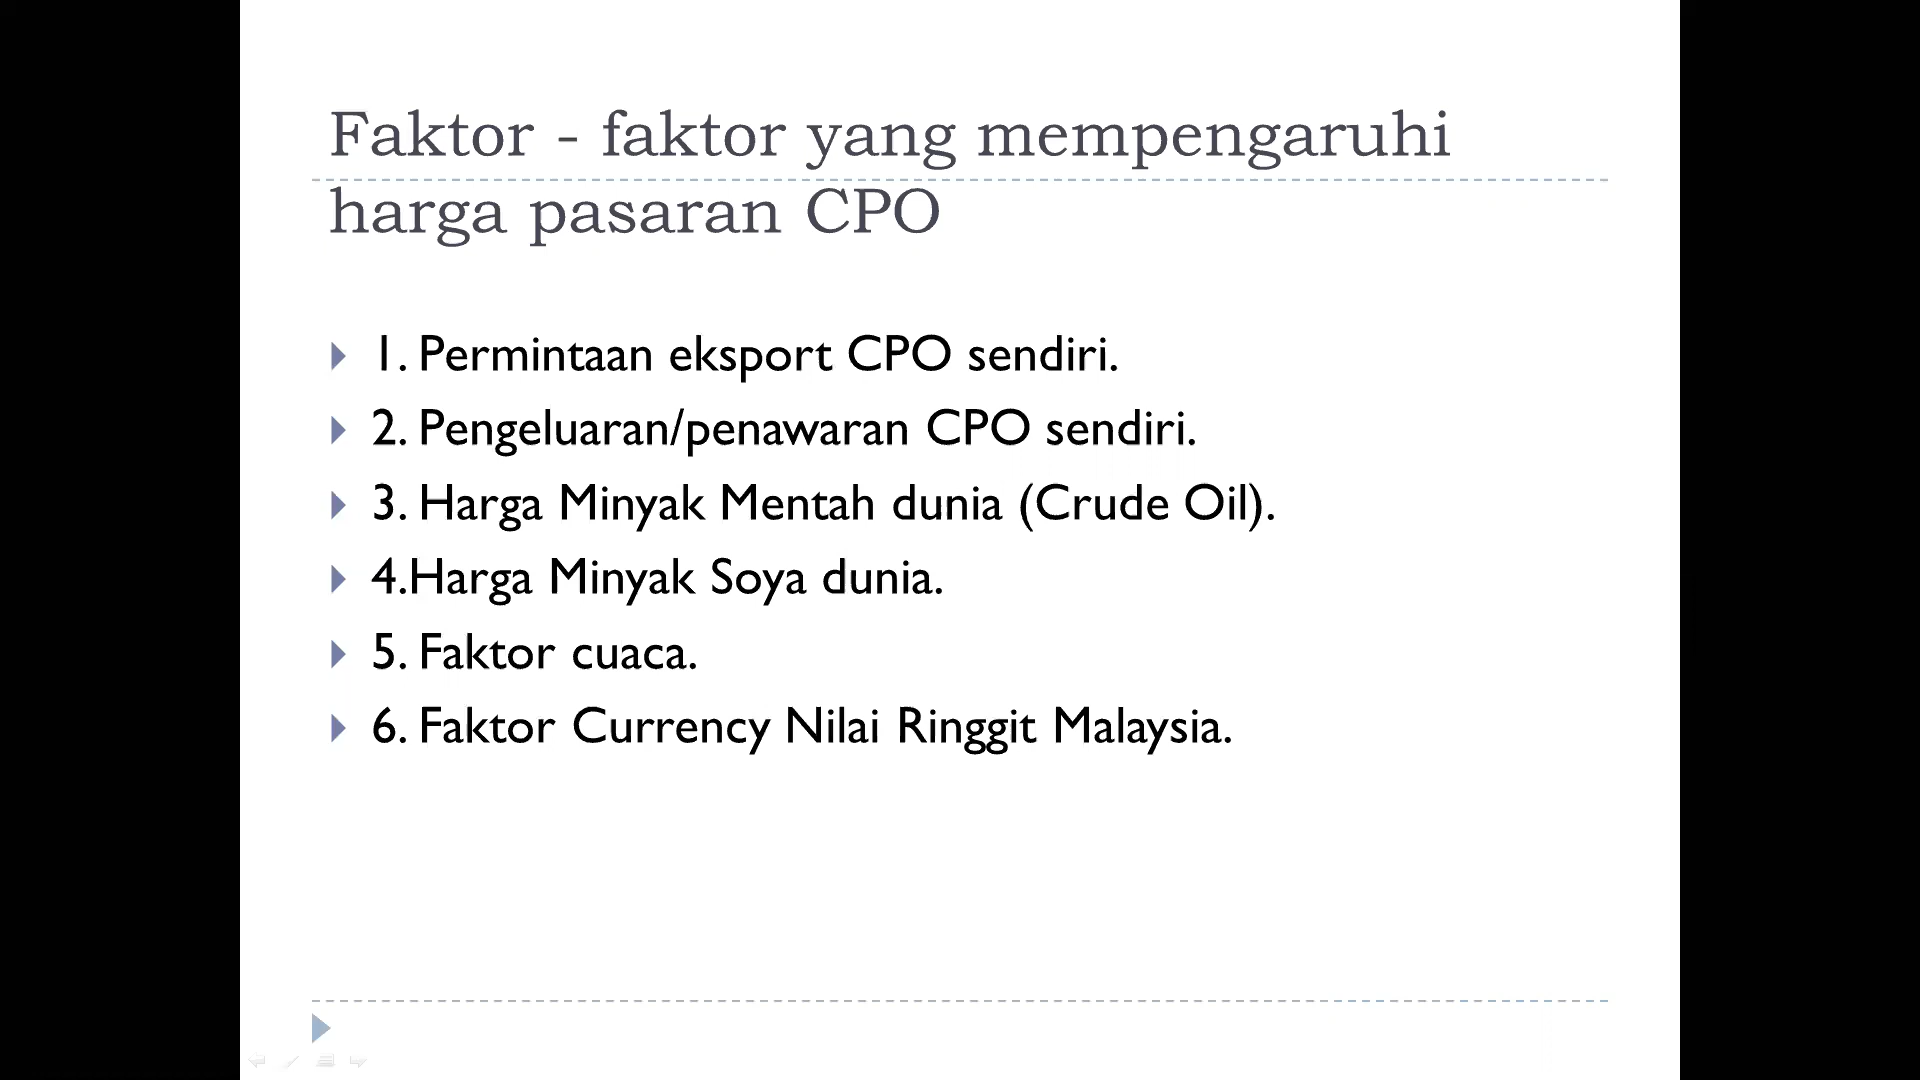 Faktor - faktor yang mempengaruhi
harga pasaran CPO
1. Permintaan eksport CPO sendiri.
2. Pengeluaran/penawaran CPO sendiri.
3. Harga Minyak Mentah dunia (Crude Oil).
4.Harga Minyak Soya dunia.
5. Faktor cuaca.
6. Faktor Currency Nilai Ringgit Malaysia.